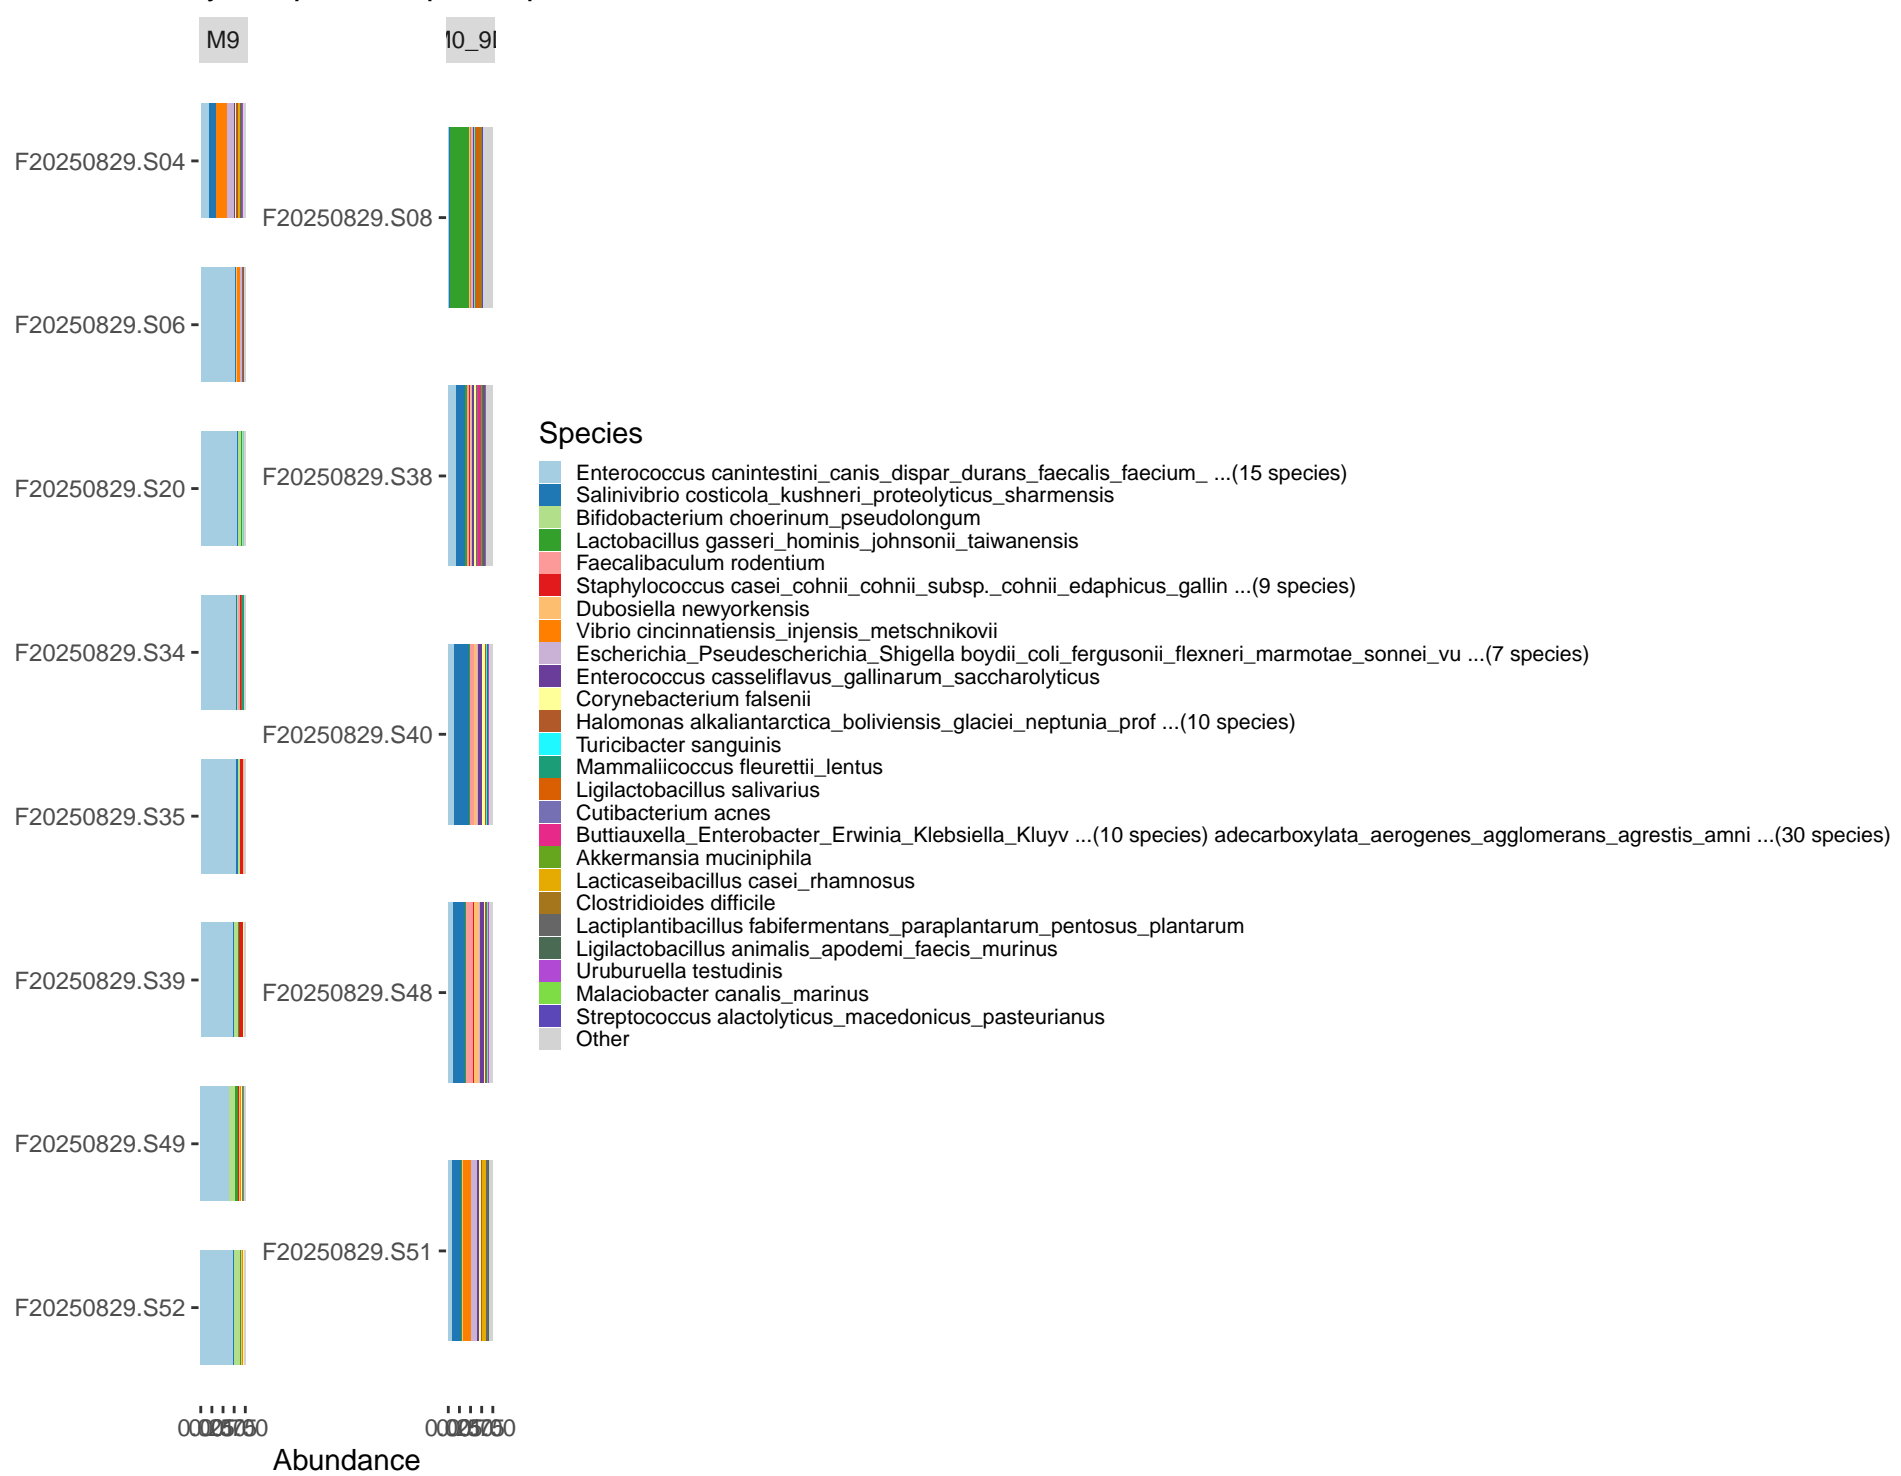 M9
F20250829.S04
F20250829.S06
F20250829.S20
F20250829.S34
F20250829.S35
F20250829.S39
F20250829.S49
F20250829.S52
F20250829.S08
F20250829.S38
F20250829.S40
F20250829.S48
F20250829.S51
Species
Enterococcus canintestini_canis_dispar_durans_faecalis_faecium_ ...(15 species)
Salinivibrio costicola_kushneri_proteolyticus_sharmensis
Bifidobacterium choerinum_pseudolongum
Lactobacillus gasseri_hominis_johnsonii_taiwanensis
Faecalibaculum rodentium
Staphylococcus casei_cohnii_cohnii_subsp._cohnii_edaphicus_gallin ...(9 species)
Dubosiella newyorkensis
Vibrio cincinnatiensis_injensis_metschnikovii
Escherichia_Pseudescherichia_Shigella boydii_coli_fergusonii_flexneri_marmotae_sonnei_vu ...(7 species)
Enterococcus casseliflavus_gallinarum_saccharolyticus
Corynebacterium falsenii
Halomonas alkaliantarctica_boliviensis_glaciei_neptunia_prof ...(10 species)
Turicibacter sanguinis
Mammaliicoccus fleurettii_lentus
Ligilactobacillus salivarius
Cutibacterium acnes
Buttiauxella_Enterobacter_Erwinia_Klebsiella_Kluyv ...(10 species) adecarboxylata_aerogenes_agglomerans_agrestis_amni ...(30 species)
Akkermansia muciniphila
Lacticaseibacillus casei_rhamnosus
Clostridioides difficile
Lactiplantibacillus fabifermentans_paraplantarum_pentosus_plantarum
Ligilactobacillus animalis_apodemi_faecis_murinus
Uruburuella testudinis
Malaciobacter canalis_marinus
Streptococcus alactolyticus_macedonicus_pasteurianus
Other
Abundance